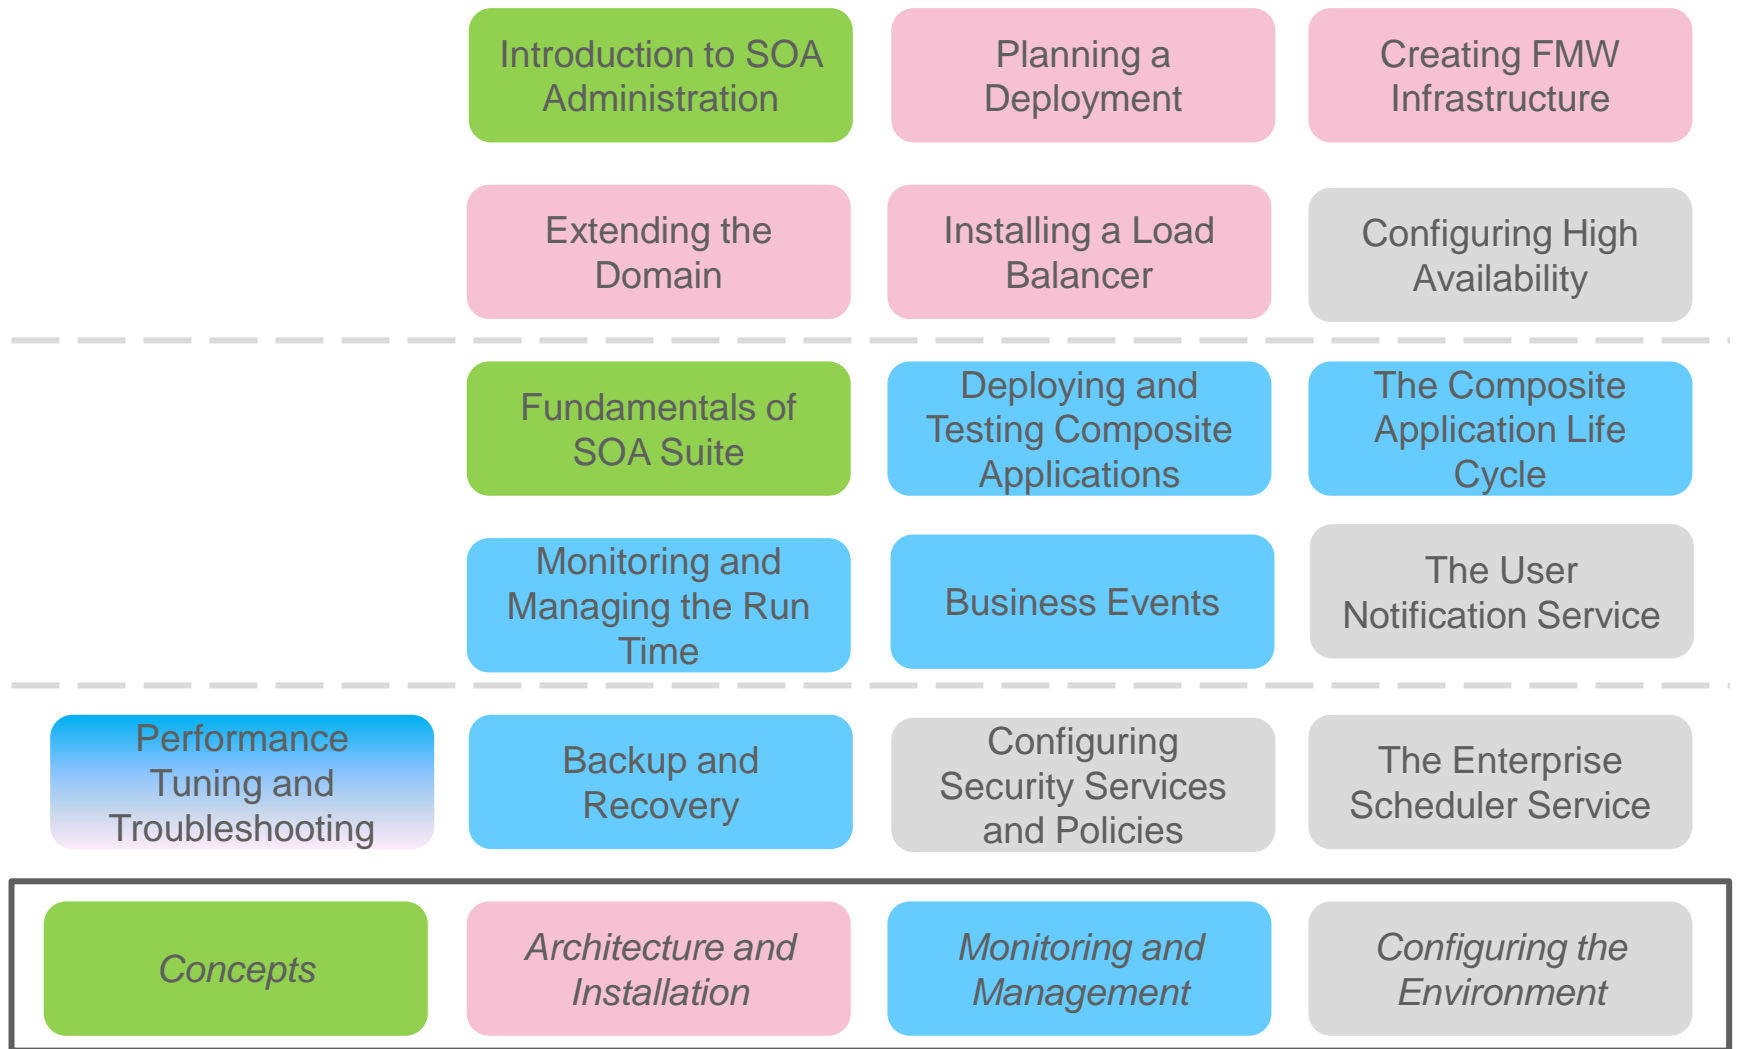 Introduction to SOA
Administration
Planning a
Deployment
Creating FMW
Infrastructure
Extending the
Domain
Installing a Load
Balancer
Configuring High
Availability
Fundamentals of
SOA Suite
Deploying and
Testing Composite
Applications
The Composite
Application Life
Cycle
Monitoring and
Managing the Run
Time
Business Events
The User
Notification Service
Performance
Tuning and
Troubleshooting
Backup and
Recovery
Configuring
Security Services
and Policies
The Enterprise
Scheduler Service
Concepts
Architecture and
Installation
Monitoring and
Management
Configuring the
Environment